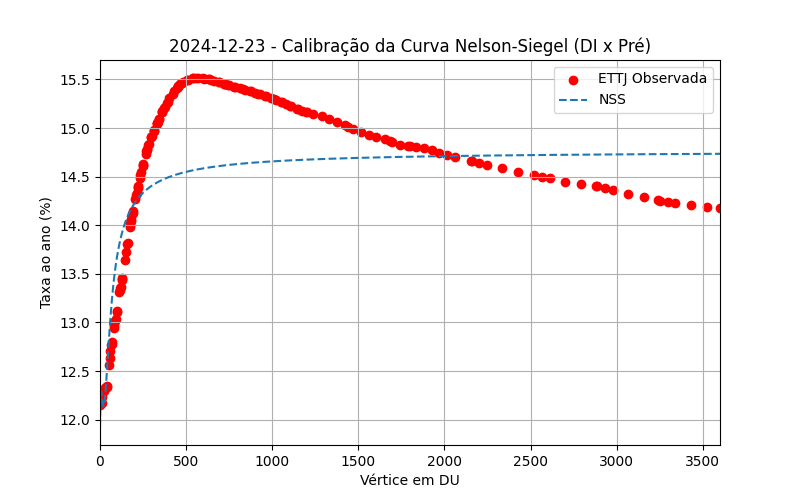 2024-12-23 - Calibração da Curva Nelson-Siegel (DI x Pré)
ETTJ Observada
NSS
Taxa ao ano (%)
15.5
15.0
14.5
14.0
13.5
13.0
12.5
12.0
0 500 1000 1500 2000 2500 3000 3500
Vértice em DU